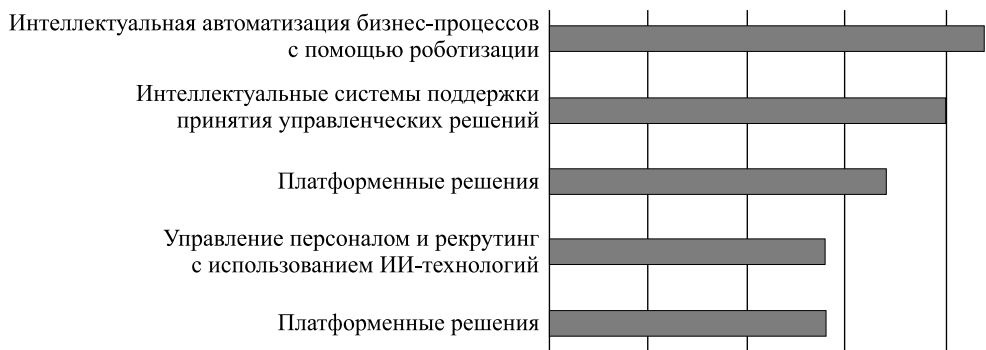 Интеллектуальная автоматизация бизнес-процессов
с помощью роботизации
Интеллектуальные системы поддержки
принятия управленческих решений
Платформенные решения
Управление персоналом и рекрутинг
с использованием ИИ-технологий
Платформенные решения